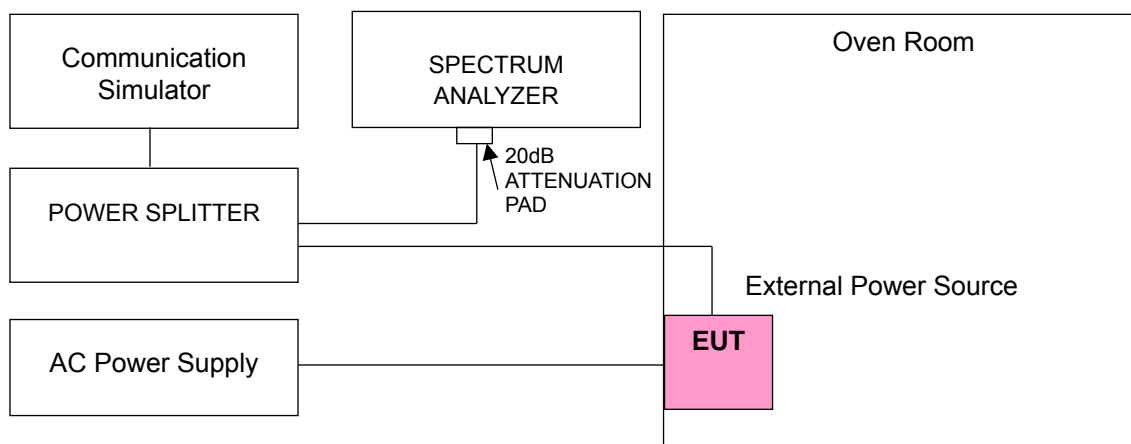 Communication
Simulator
SPECTRUM
ANALYZER
Oven Room
20dB
ATTENUATION
PAD
POWER SPLITTER
External Power Source
EUT
AC Power Supply